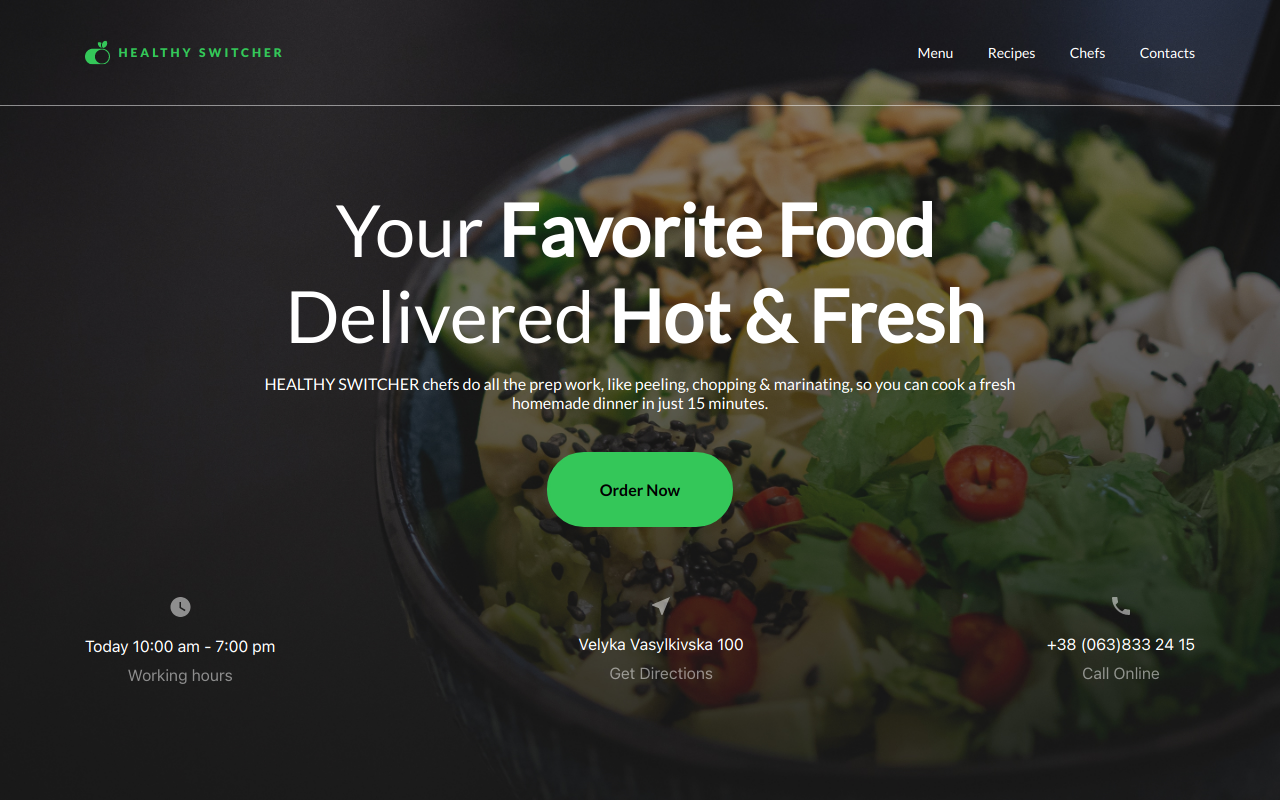 HEALTHY SWITCHER
Menu Recipes Chefs Contacts
Your Favorite Food
Delivered Hot & Fresh
HEALTHY SWITCHER chefs do all the prep work, like peeling, chopping & marinating, so you can cook a fresh
homemade dinner in just 15 minutes.
Order Now
Today 10:00 am - 7:00 pm
Working hours
Velyka Vasylkivska 100
Get Directions
+38 (063)833 24 15
Call Online